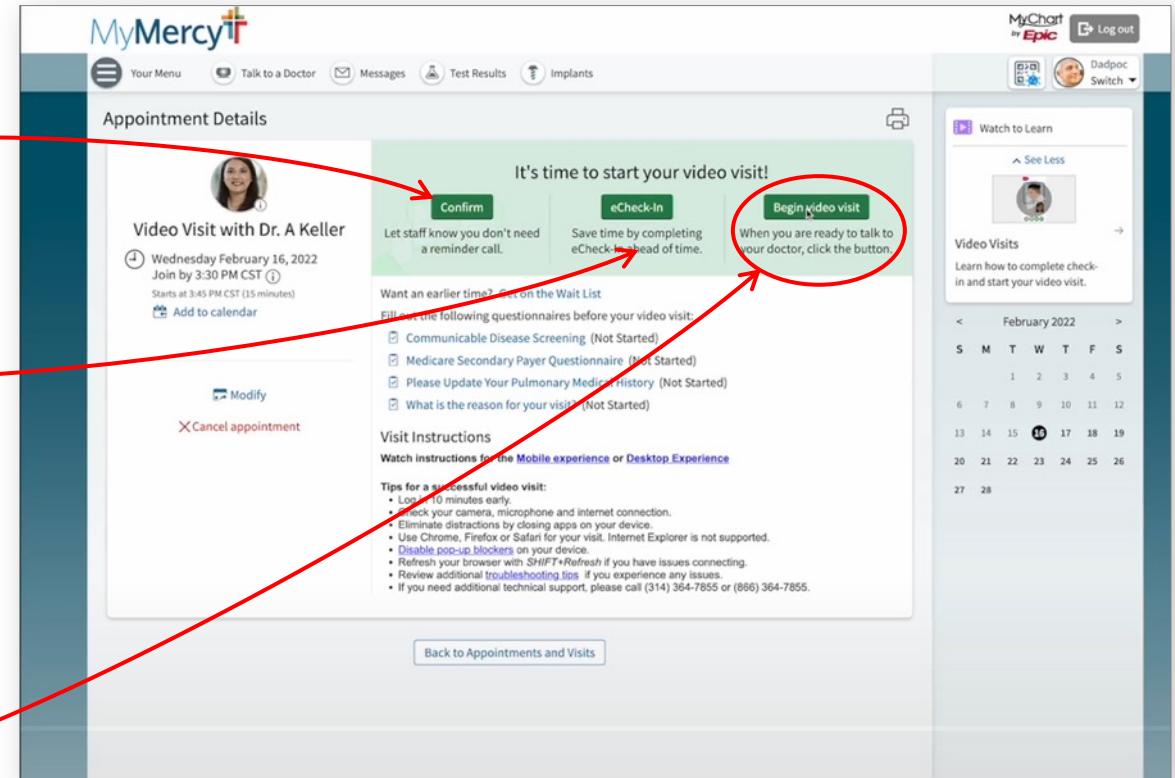 MyMercy
MyChart
by Epic
Log out
Your Menu
Talk to a Doctor
Messages
Test Results
Implants
Dadpoc
Switch
Appointment Details
Video Visit with Dr. A Keller
Wednesday February 16, 2022
Join by 3:30 PM CST
Starts at 3:45 PM CST (15 minutes)
Add to calendar
Modify
Cancel appointment
It's time to start your video visit!
Confirm
Let staff know you don't need
a reminder call.
eCheck-In
Save time by completing
eCheck-In ahead of time.
Begin video visit
When you are ready to talk to
your doctor, click the button.
Want an earlier time? Get on the Wait List
Fill out the following questionnaires before your video visit:
Communicable Disease Screening (Not Started)
Medicare Secondary Payer Questionnaire (Not Started)
Please Update Your Pulmonary Medical History (Not Started)
What is the reason for your visit? (Not Started)
Visit Instructions
Watch instructions for the Mobile experience or Desktop Experience
Tips for a successful video visit:
• Log in 10 minutes early.
• Check your camera, microphone and internet connection.
• Eliminate distractions by closing apps on your device.
• Use Chrome, Firefox or Safari for your visit. Internet Explorer is not supported.
• Disable pop-up blockers on your device.
• Refresh your browser with SHIFT+Refresh if you have issues connecting.
• Review additional troubleshooting tips if you experience any issues.
• If you need additional technical support, please call (314) 364-7855 or (866) 364-7855.
Back to Appointments and Visits
Watch to Learn
See Less
Video Visits
Learn how to complete check-
in and start your video visit.
< February 2022 >
S M T W T F S
1 2 3 4 5
6 7 8 9 10 11 12
13 14 15 16 17 18 19
20 21 22 23 24 25 26
27 28